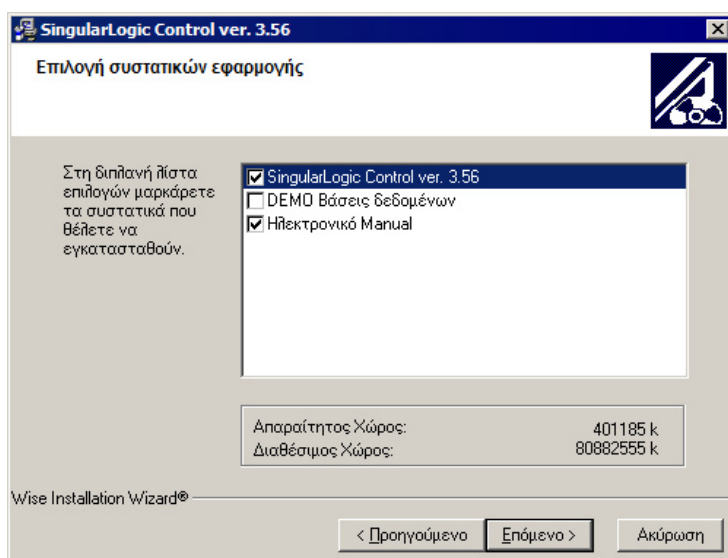 SingularLogic Control ver. 3.56
Επιλογή συστατικών εφαρμογής
Στη διπλανή λίστα
επιλογών μαρκάρετε
τα συστατικά που
θέλετε να
εγκατασταθούν.
SingularLogic Control ver. 3.56
DEMO Βάσεις δεδομένων
Ηλεκτρονικό Manual
Απαραίτητος Χώρος: 401185 k
Διαθέσιμος Χώρος: 80882555 k
Wise Installation Wizard®
< Προηγούμενο Επόμενο > Ακύρωση